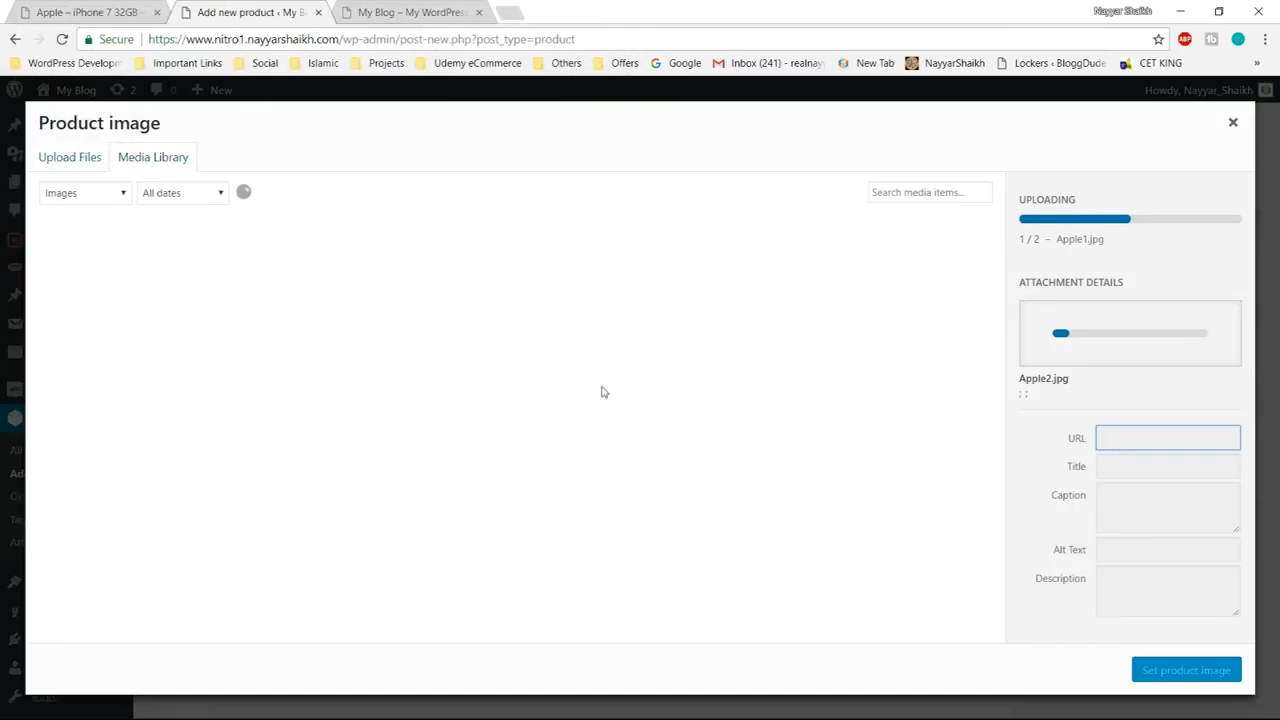 Apple – iPhone 7 32GB
Add new product ‹ My B
My Blog – My WordPres
Nayyar Shaikh
Secure
https://www.nitro1.nayyarshaikh.com/wp-admin/post-new.php?post_type=product
WordPress Developm
Important Links
Social
Islamic
Projects
Udemy eCommerce
Others
Offers
Google
Inbox (241) - realnay
New Tab
NayyarShaikh
Lockers ‹ BloggDude
CET KING
»
My Blog
2
0
New
Howdy, Nayyar_Shaikh
Product image
Upload Files
Media Library
Images
All dates
Search media items...
UPLOADING
1 / 2 – Apple1.jpg
ATTACHMENT DETAILS
Apple2.jpg
; ;
URL
Title
Caption
Alt Text
Description
Set product image